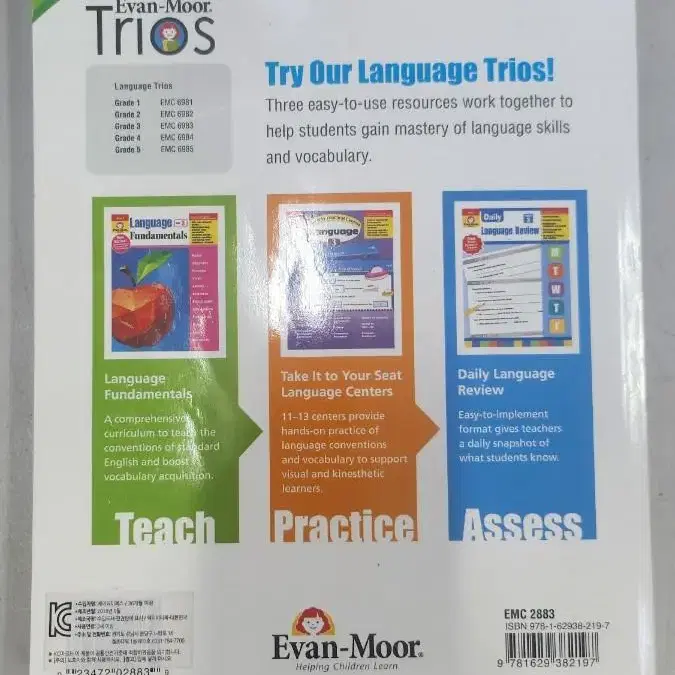 Evan-Moor.
Trios
Language Trios
Grade 1 EMC 6981
Grade 2 EMC 6982
Grade 3 EMC 6983
Grade 4 EMC 6984
Grade 5 EMC 6985
Try Our Language Trios!
Three easy-to-use resources work together to
help students gain mastery of language skills
and vocabulary.
Language
Fundamentals
Language
Daily
Language Review
M
T
W
T
F
Language
Fundamentals
A comprehensive
curriculum to teach the
conventions of standard
English and boost
vocabulary acquisition.
Teach
Take It to Your Seat
Language Centers
11–13 centers provide
hands-on practice of
language conventions
and vocabulary to support
visual and kinesthetic
learners.
Practice
Daily Language
Review
Easy-to-implement
format gives teachers
a daily snapshot of
what students know.
Assess
Evan-Moor.
Helping Children Learn
EMC 2883
ISBN 978-1-62938-219-7
9 781629 382197
0 23472 02883 9